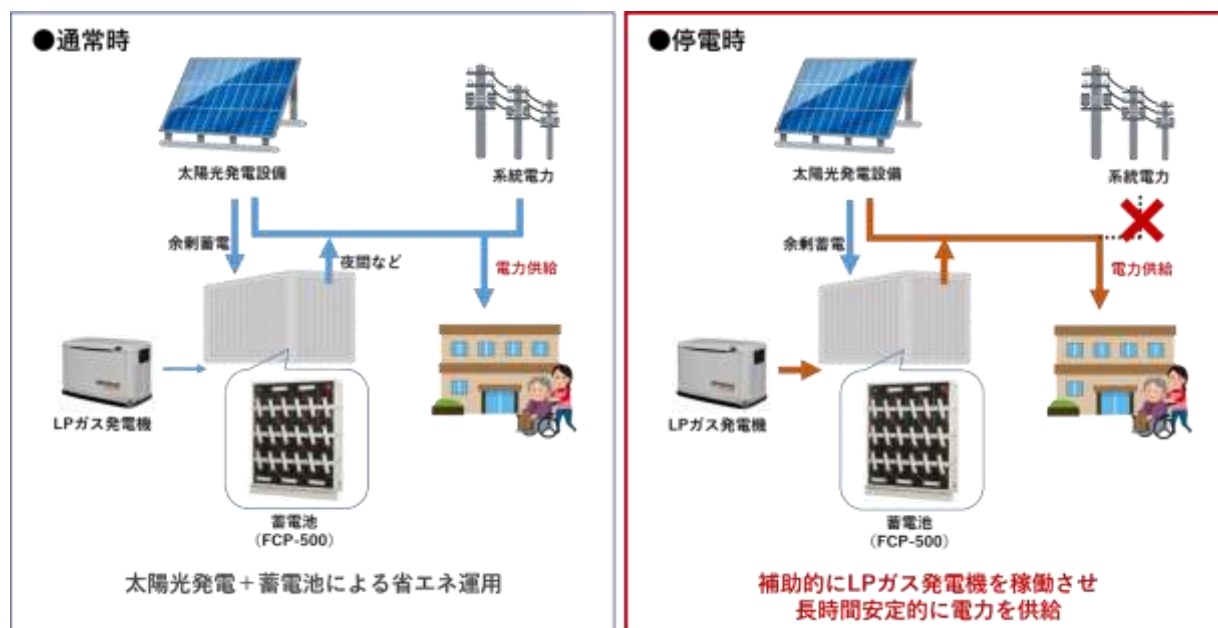 ●通常時
太陽光発電設備
系統電力
余剰蓄電
夜間など
電力供給
LPガス発電機
蓄電池
（FCP-500）
太陽光発電＋蓄電池による省エネ運用
●停電時
太陽光発電設備
系統電力
余剰蓄電
電力供給
LPガス発電機
蓄電池
（FCP-500）
補助的にLPガス発電機を稼働させ
長時間安定的に電力を供給